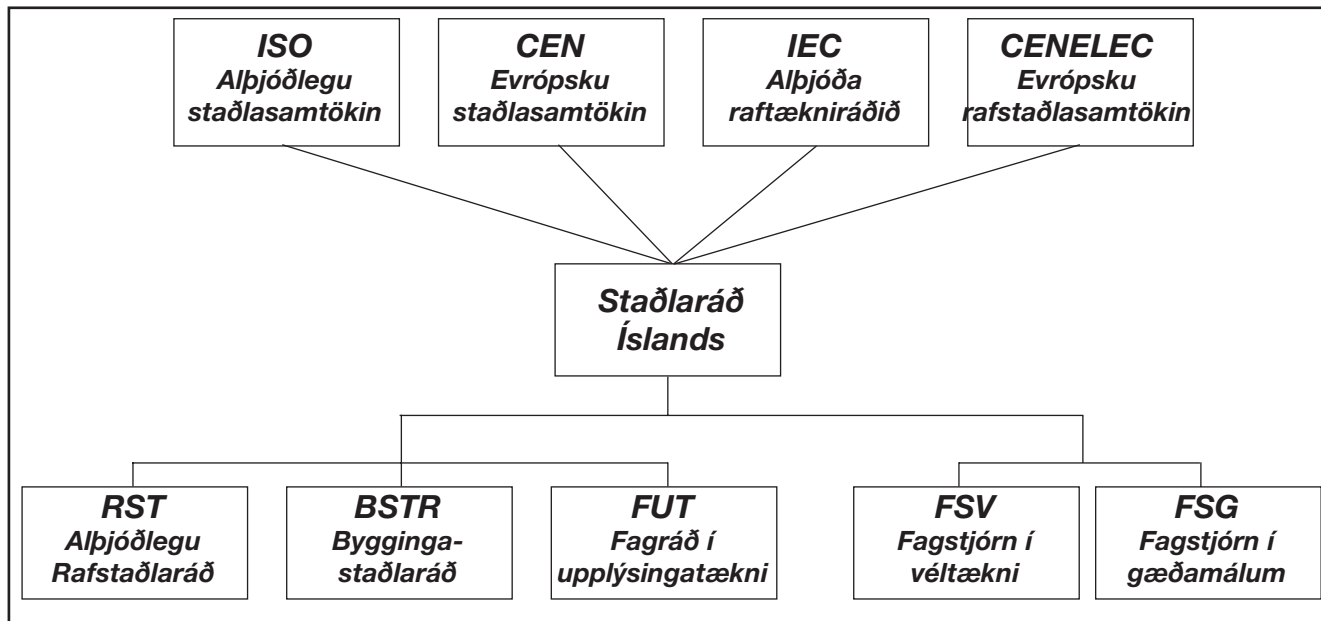 ISO
Alþjóðlegu
staðlasamtökin
CEN
Evrópsku
staðlasamtökin
IEC
Alþjóða
raftækniráðið
CENELEC
Evrópsku
rafstaðlasamtökin
Staðlaráð
Íslands
RST
Alþjóðlegu
Rafstaðlaráð
BSTR
Bygginga-
staðlaráð
FUT
Fagráð í
upplýsingatækni
FSV
Fagstjórn í
véltækni
FSG
Fagstjórn í
gæðamálum